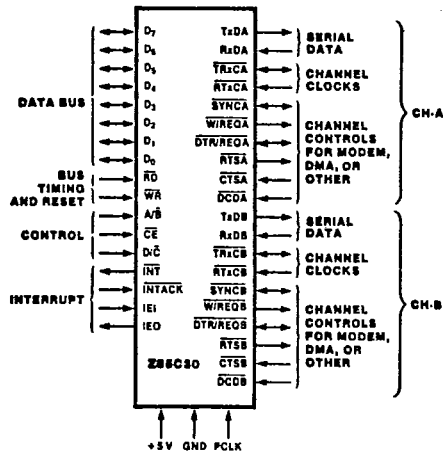 D7
D6
D5
D4
D3
D2
D1
D0
RD
WR
A/B
CE
D/C
INT
INTACK
IEI
IEO
DATA BUS
BUS
TIMING
AND RESET
CONTROL
INTERRUPT
TxDA
RxDA
TRxCA
RTxCA
SYNCA
W/REQA
DTR/REQA
RTSA
CTSA
DCDA
TxDB
RxDB
TRxCB
RTxCB
SYNCB
W/REQB
DTR/REQB
RTSB
CTSB
DCDB
Z85C30
SERIAL
DATA
CHANNEL
CLOCKS
CHANNEL
CONTROLS
FOR MODEM,
DMA, OR
OTHER
CH-A
SERIAL
DATA
CHANNEL
CLOCKS
CHANNEL
CONTROLS
FOR MODEM,
DMA, OR
OTHER
CH-B
+5V GND PCLK